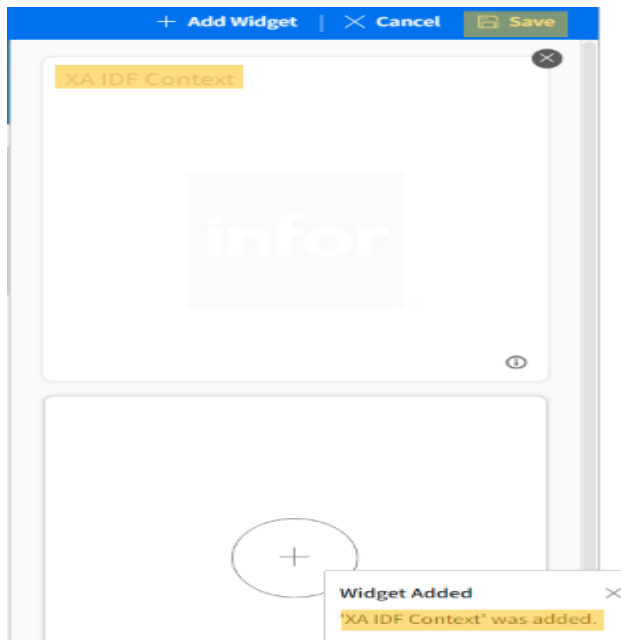 Add Widget | Cancel Save
XA IDF Context
infor
Widget Added
'XA IDF Context' was added.